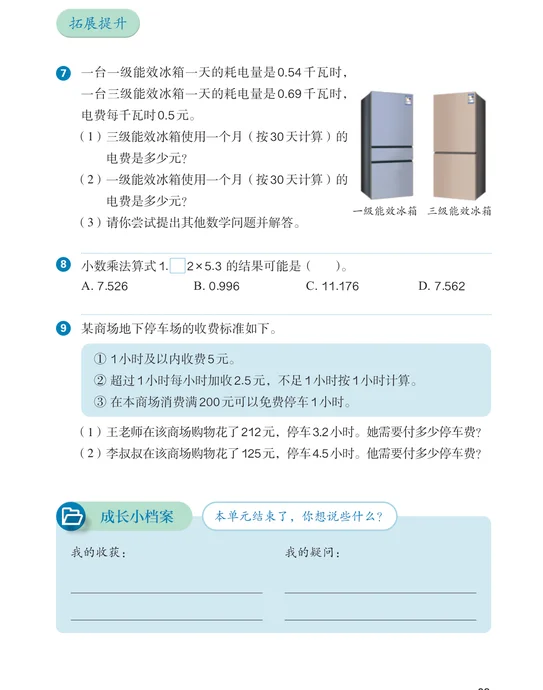 拓展提升
7 一台一级能效冰箱一天的耗电量是0.54千瓦时，
一台三级能效冰箱一天的耗电量是0.69千瓦时，
电费每千瓦时0.5元。
（1）三级能效冰箱使用一个月（按30天计算）的
电费是多少元？
（2）一级能效冰箱使用一个月（按30天计算）的
电费是多少元？
（3）请你尝试提出其他数学问题并解答。
一级能效冰箱 三级能效冰箱
8 小数乘法算式1.□2×5.3 的结果可能是（ ）。
A. 7.526 B. 0.996 C. 11.176 D. 7.562
9 某商场地下停车场的收费标准如下。
① 1小时及以内收费5元。
② 超过1小时每小时加收2.5元，不足1小时按1小时计算。
③ 在本商场消费满200元可以免费停车1小时。
（1）王老师在该商场购物花了212元，停车3.2小时。她需要付多少停车费？
（2）李叔叔在该商场购物花了125元，停车4.5小时。他需要付多少停车费？
成长小档案 本单元结束了，你想说些什么？
我的收获： 我的疑问：